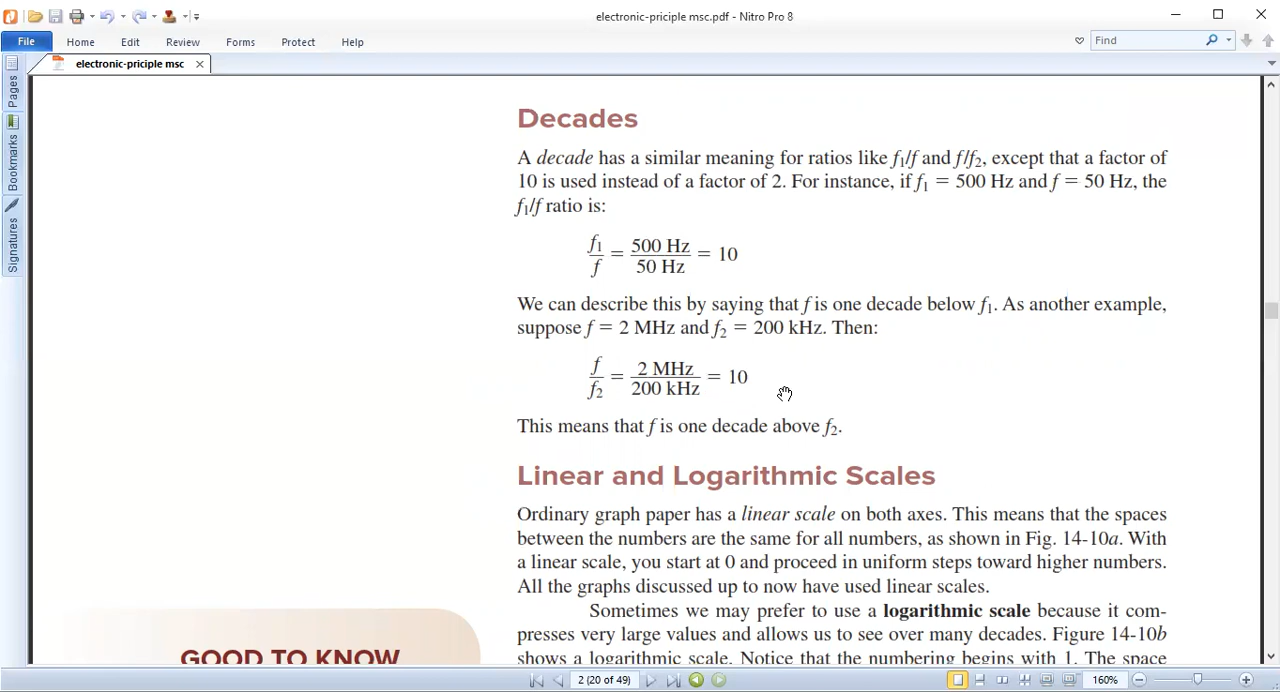 electronic-priciple msc.pdf - Nitro Pro 8
File Home Edit Review Forms Protect Help
Find
electronic-priciple msc
Pages
Bookmarks
Signatures
Decades
A decade has a similar meaning for ratios like f1/f and f/f2, except that a factor of
10 is used instead of a factor of 2. For instance, if f1 = 500 Hz and f = 50 Hz, the
f1/f ratio is:
f1/f = 500 Hz/50 Hz = 10
We can describe this by saying that f is one decade below f1. As another example,
suppose f = 2 MHz and f2 = 200 kHz. Then:
f/f2 = 2 MHz/200 kHz = 10
This means that f is one decade above f2.
Linear and Logarithmic Scales
Ordinary graph paper has a linear scale on both axes. This means that the spaces
between the numbers are the same for all numbers, as shown in Fig. 14-10a. With
a linear scale, you start at 0 and proceed in uniform steps toward higher numbers.
All the graphs discussed up to now have used linear scales.
Sometimes we may prefer to use a logarithmic scale because it com-
presses very large values and allows us to see over many decades. Figure 14-10b
shows a logarithmic scale. Notice that the numbering begins with 1. The space
GOOD TO KNOW
2 (20 of 49)
160%